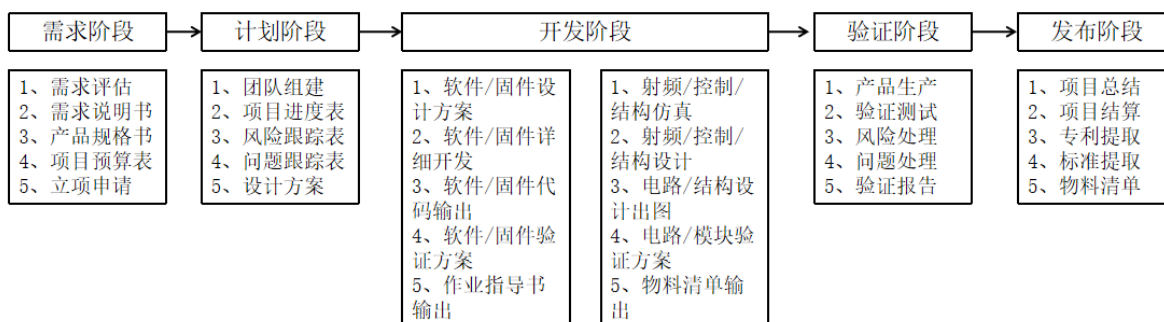 需求阶段
计划阶段
开发阶段
验证阶段
发布阶段
1、需求评估
2、需求说明书
3、产品规格书
4、项目预算表
5、立项申请
1、团队组建
2、项目进度表
3、风险跟踪表
4、问题跟踪表
5、设计方案
1、软件/固件设
计方案
2、软件/固件详
细开发
3、软件/固件代
码输出
4、软件/固件验
证方案
5、作业指导书
输出
1、射频/控制/
结构仿真
2、射频/控制/
结构设计
3、电路/结构设
计出图
4、电路/模块验
证方案
5、物料清单输
出
1、产品生产
2、验证测试
3、风险处理
4、问题处理
5、验证报告
1、项目总结
2、项目结算
3、专利提取
4、标准提取
5、物料清单